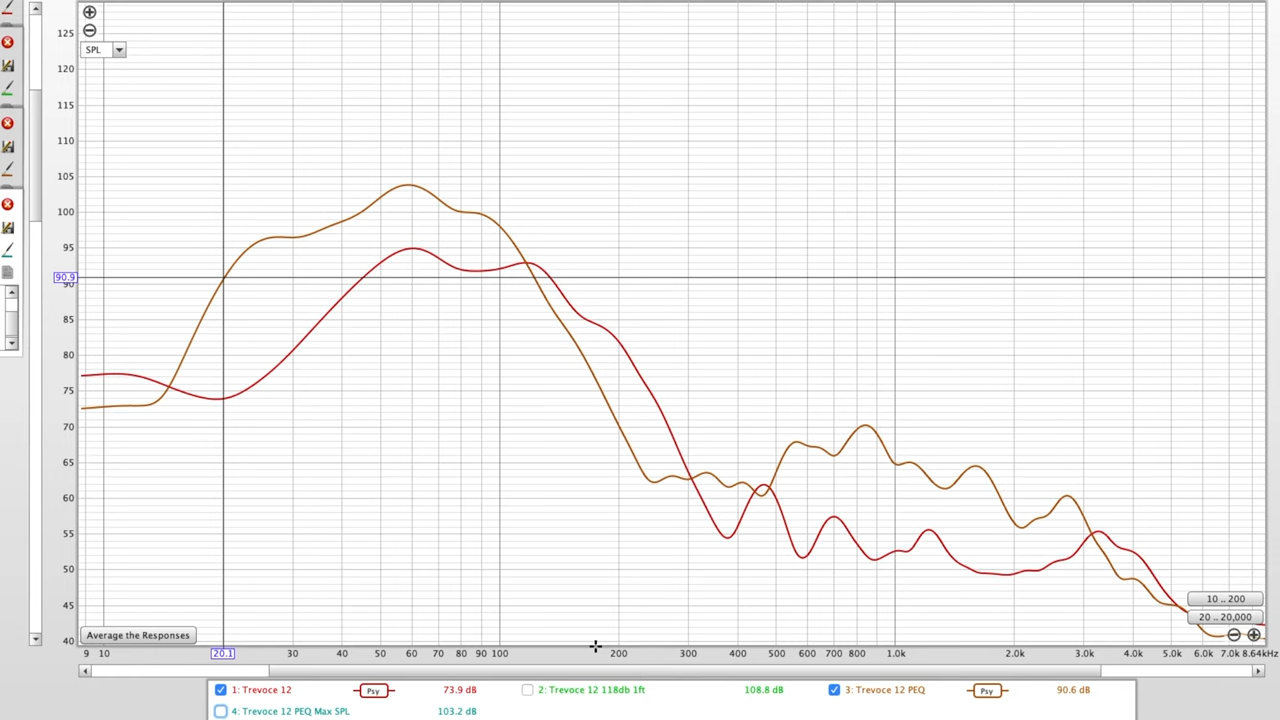 125
SPL
120
115
110
105
100
95
90.9
90
85
80
75
70
65
60
55
50
45
40
10 .. 200
20 .. 20,000
Average the Responses
9 10 20.1 30 40 50 60 70 80 90 100 200 300 400 500 600 700 800 1.0k 2.0k 3.0k 4.0k 5.0k 6.0k 7.0k 8.64kHz
1: Trevoce 12 Psy 73.9 dB 2: Trevoce 12 118db 1ft 108.8 dB 3: Trevoce 12 PEQ Psy 90.6 dB
4: Trevoce 12 PEQ Max SPL 103.2 dB